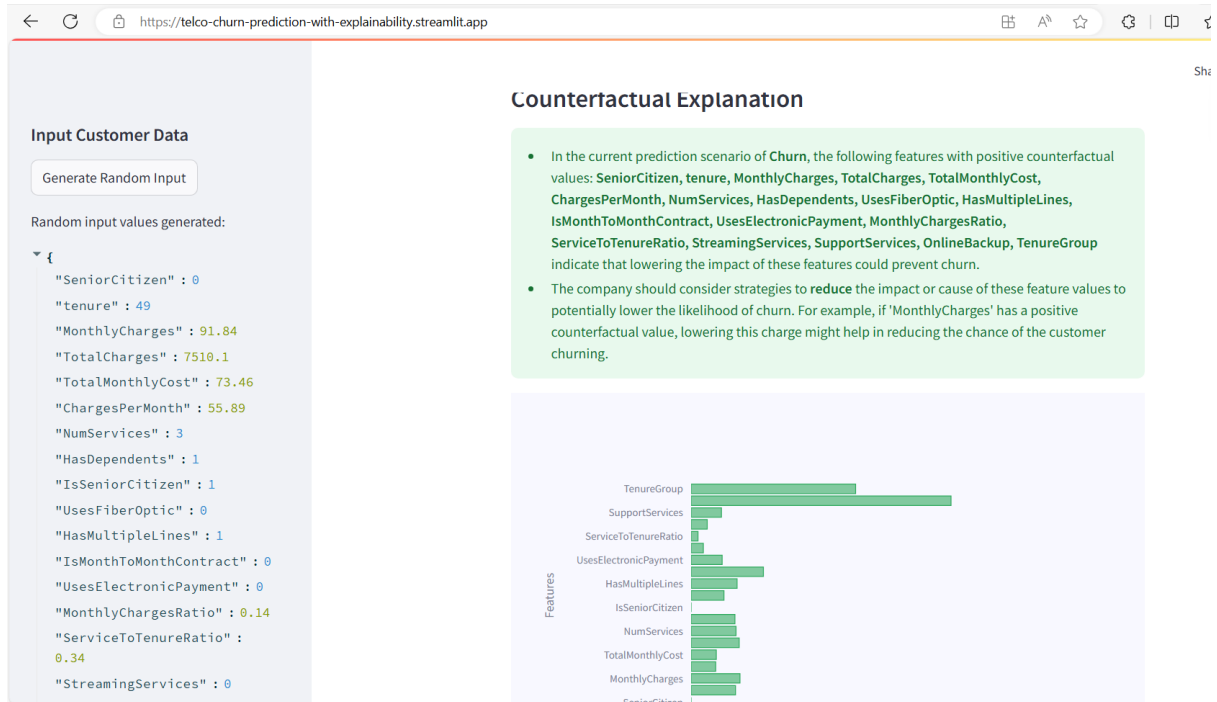 https://telco-churn-prediction-with-explainability.streamlit.app
Sha
Input Customer Data
Generate Random Input
Random input values generated:
{
"SeniorCitizen" : 0
"tenure" : 49
"MonthlyCharges" : 91.84
"TotalCharges" : 7510.1
"TotalMonthlyCost" : 73.46
"ChargesPerMonth" : 55.89
"NumServices" : 3
"HasDependents" : 1
"IsSeniorCitizen" : 1
"UsesFiberOptic" : 0
"HasMultipleLines" : 1
"IsMonthToMonthContract" : 0
"UsesElectronicPayment" : 0
"MonthlyChargesRatio" : 0.14
"ServiceToTenureRatio" :
0.34
"StreamingServices" : 0
Counterfactual Explanation
• In the current prediction scenario of Churn, the following features with positive counterfactual
values: SeniorCitizen, tenure, MonthlyCharges, TotalCharges, TotalMonthlyCost,
ChargesPerMonth, NumServices, HasDependents, UsesFiberOptic, HasMultipleLines,
IsMonthToMonthContract, UsesElectronicPayment, MonthlyChargesRatio,
ServiceToTenureRatio, StreamingServices, SupportServices, OnlineBackup, TenureGroup
indicate that lowering the impact of these features could prevent churn.
• The company should consider strategies to reduce the impact or cause of these feature values to
potentially lower the likelihood of churn. For example, if 'MonthlyCharges' has a positive
counterfactual value, lowering this charge might help in reducing the chance of the customer
churning.
Features
TenureGroup
SupportServices
ServiceToTenureRatio
UsesElectronicPayment
HasMultipleLines
IsSeniorCitizen
NumServices
TotalMonthlyCost
MonthlyCharges
SeniorCitizen